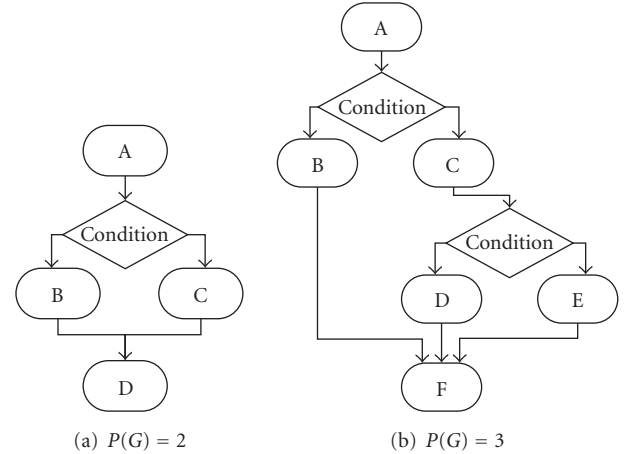 A
Condition
B
C
D
(a) P(G) = 2
A
Condition
B
C
Condition
D
E
F
(b) P(G) = 3